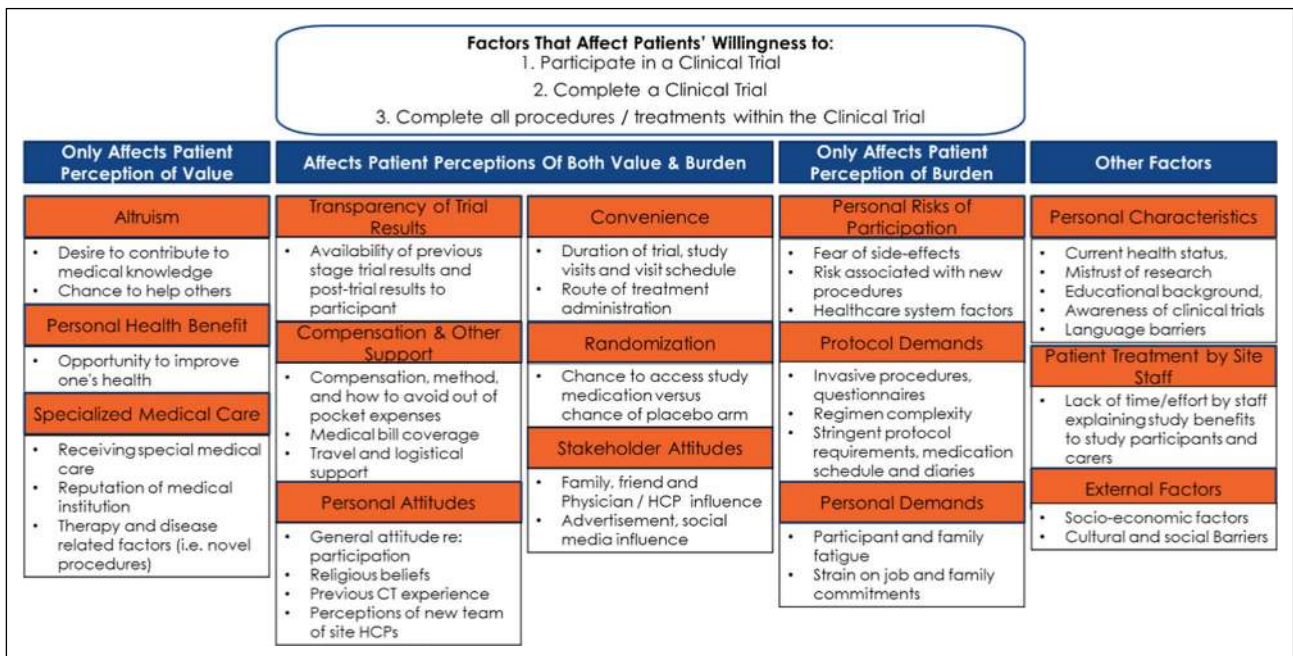 Factors That Affect Patients' Willingness to:
1. Participate in a Clinical Trial
2. Complete a Clinical Trial
3. Complete all procedures / treatments within the Clinical Trial
Only Affects Patient
Perception of Value
Altruism
• Desire to contribute to
medical knowledge
• Chance to help others
Personal Health Benefit
• Opportunity to improve
one's health
Specialized Medical Care
• Receiving special medical
care
• Reputation of medical
institution
• Therapy and disease
related factors (i.e. novel
procedures)
Affects Patient Perceptions Of Both Value & Burden
Transparency of Trial
Results
• Availability of previous
stage trial results and
post-trial results to
participant
Compensation & Other
Support
• Compensation, method,
and how to avoid out of
pocket expenses
• Medical bill coverage
• Travel and logistical
support
Personal Attitudes
• General attitude re:
participation
• Religious beliefs
• Previous CT experience
• Perceptions of new team
of site HCPs
Convenience
• Duration of trial, study
visits and visit schedule
• Route of treatment
administration
Randomization
• Chance to access study
medication versus
chance of placebo arm
Stakeholder Attitudes
• Family, friend and
Physician / HCP influence
• Advertisement, social
media influence
Only Affects Patient
Perception of Burden
Personal Risks of
Participation
• Fear of side-effects
• Risk associated with new
procedures
• Healthcare system factors
Protocol Demands
• Invasive procedures,
questionnaires
• Regimen complexity
• Stringent protocol
requirements, medication
schedule and diaries
Personal Demands
• Participant and family
fatigue
• Strain on job and family
commitments
Other Factors
Personal Characteristics
• Current health status,
• Mistrust of research
• Educational background,
• Awareness of clinical trials
• Language barriers
Patient Treatment by Site
Staff
• Lack of time/effort by staff
explaining study benefits
to study participants and
carers
External Factors
• Socio-economic factors
• Cultural and social Barriers